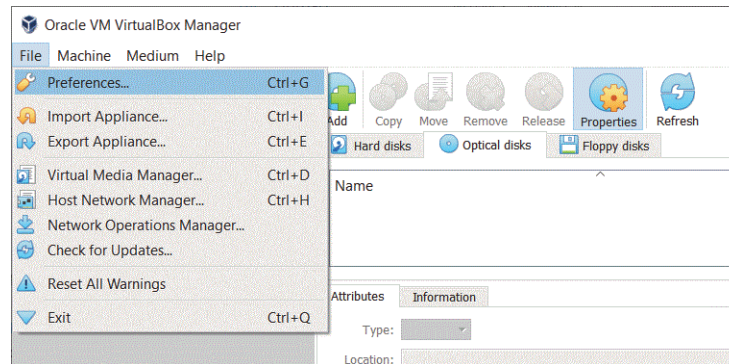 Oracle VM VirtualBox Manager
File Machine Medium Help
Preferences... Ctrl+G
Import Appliance... Ctrl+I
Export Appliance... Ctrl+E
Virtual Media Manager... Ctrl+D
Host Network Manager... Ctrl+H
Network Operations Manager...
Check for Updates...
Reset All Warnings
Exit Ctrl+Q
Add Copy Move Remove Release Properties Refresh
Hard disks Optical disks Floppy disks
Name
Attributes Information
Type:
Location: